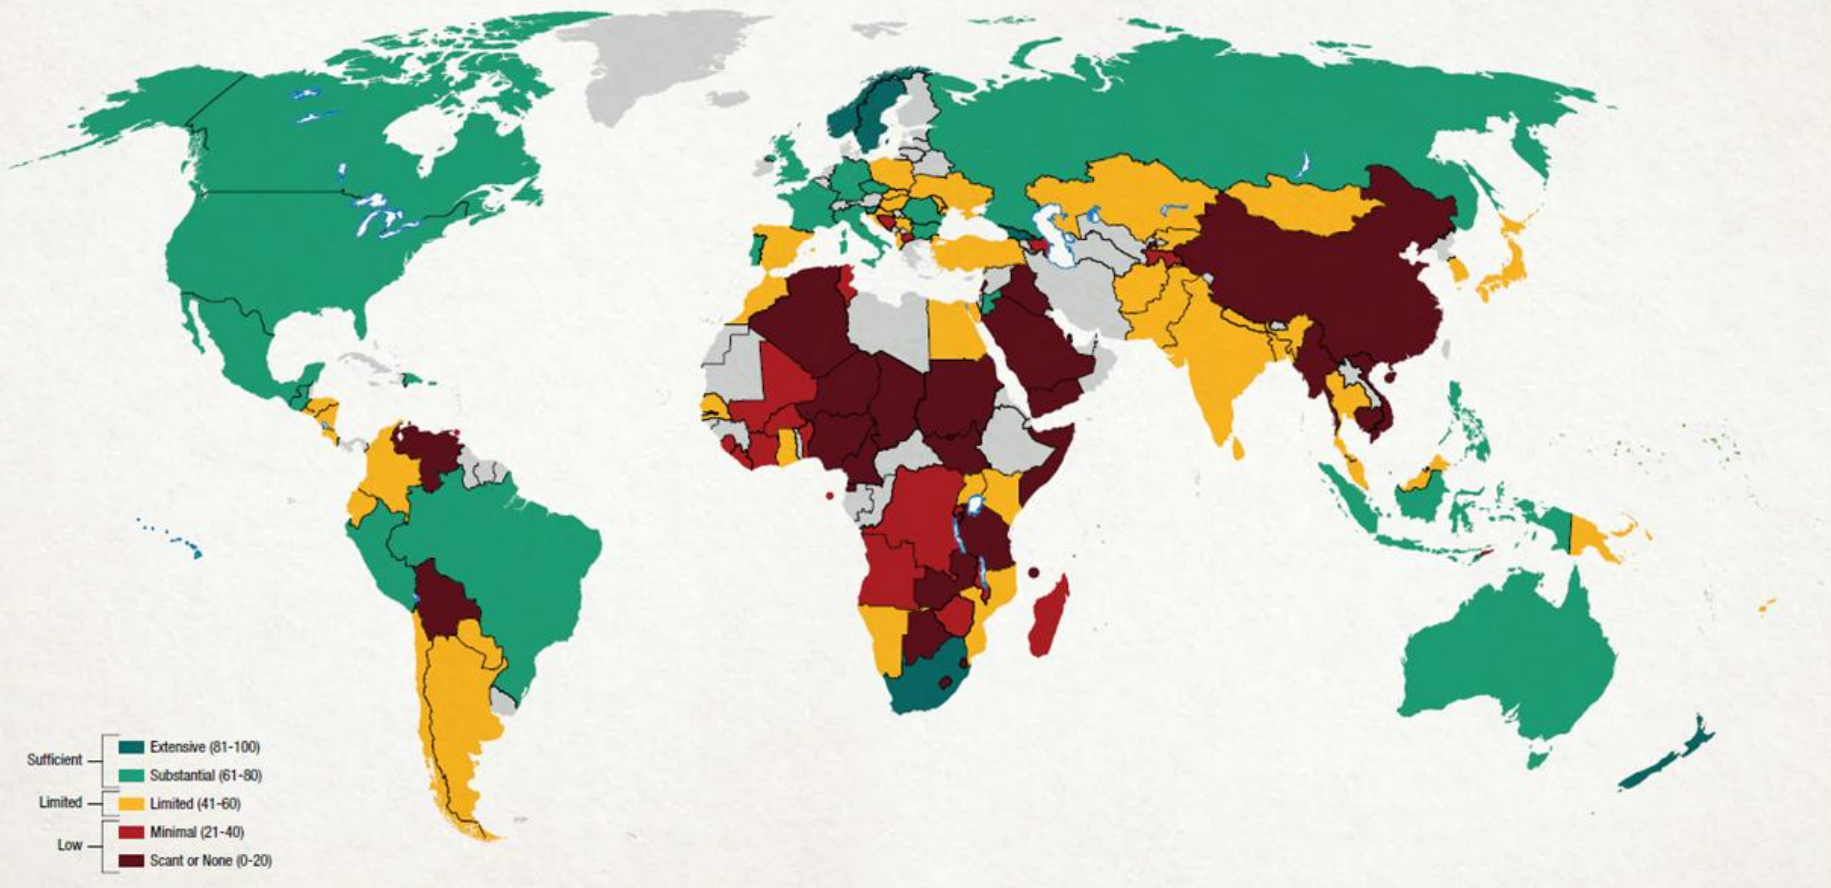 Sufficient
Extensive (81-100)
Substantial (61-80)
Limited
Limited (41-60)
Low
Minimal (21-40)
Scant or None (0-20)